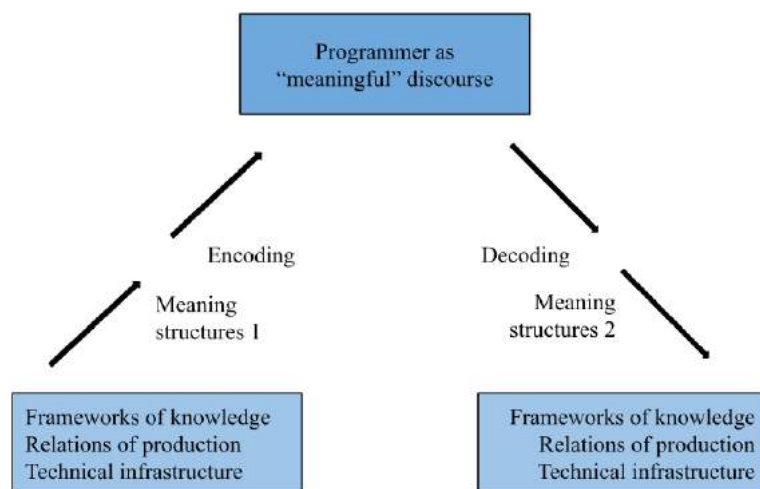 Programmer as
“meaningful” discourse
Encoding
Decoding
Meaning
structures 1
Meaning
structures 2
Frameworks of knowledge
Relations of production
Technical infrastructure
Frameworks of knowledge
Relations of production
Technical infrastructure